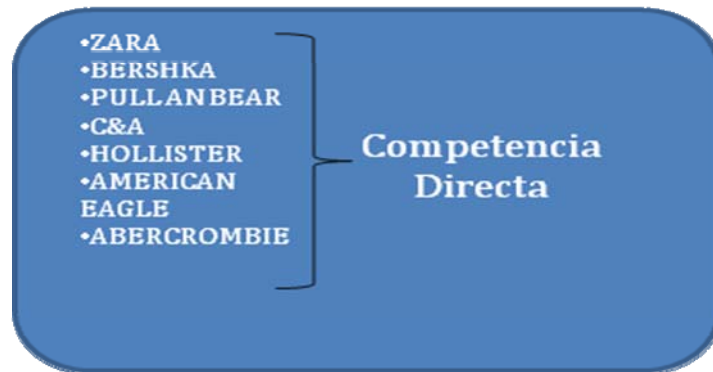 •ZARA
•BERSHKA
•PULLANBEAR
•C&A
•HOLLISTER
•AMERICAN
EAGLE
•ABERCROMBIE
Competencia
Directa